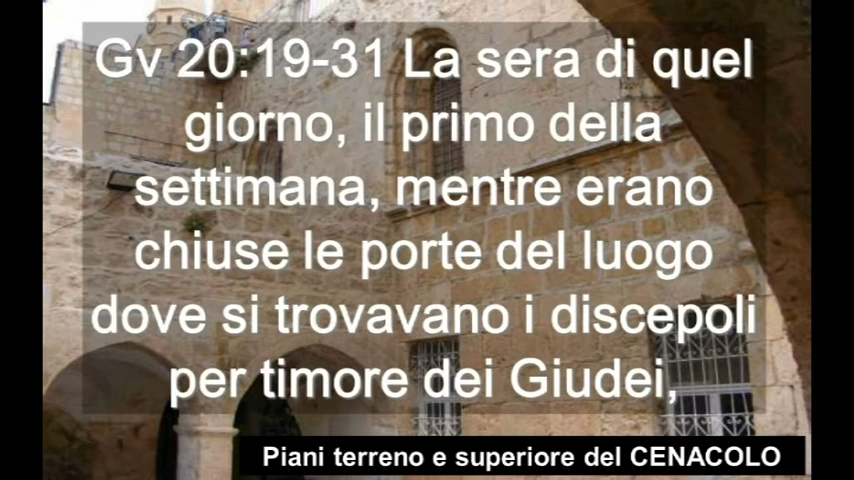 Gv 20:19-31 La sera di quel
giorno, il primo della
settimana, mentre erano
chiuse le porte del luogo
dove si trovavano i discepoli
per timore dei Giudei,
Piani terreno e superiore del CENACOLO